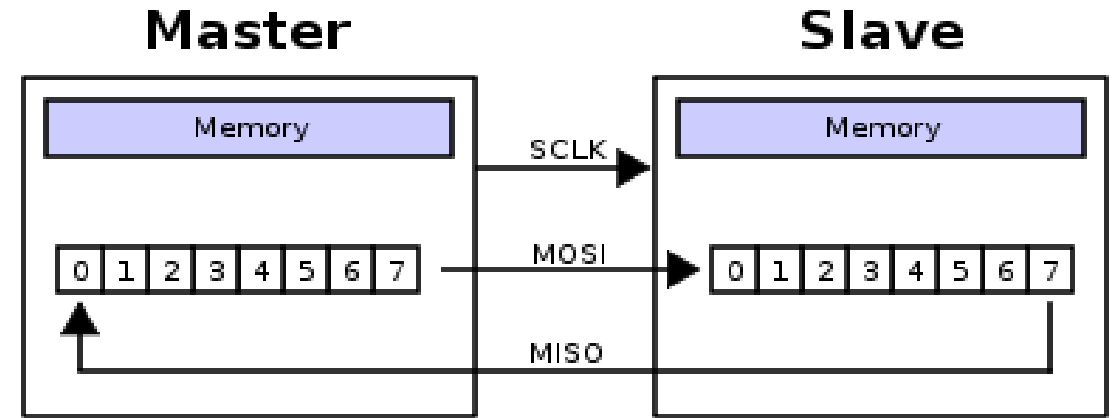 Master Slave
Memory Memory
SCLK
0 1 2 3 4 5 6 7 MOSI 0 1 2 3 4 5 6 7
MISO